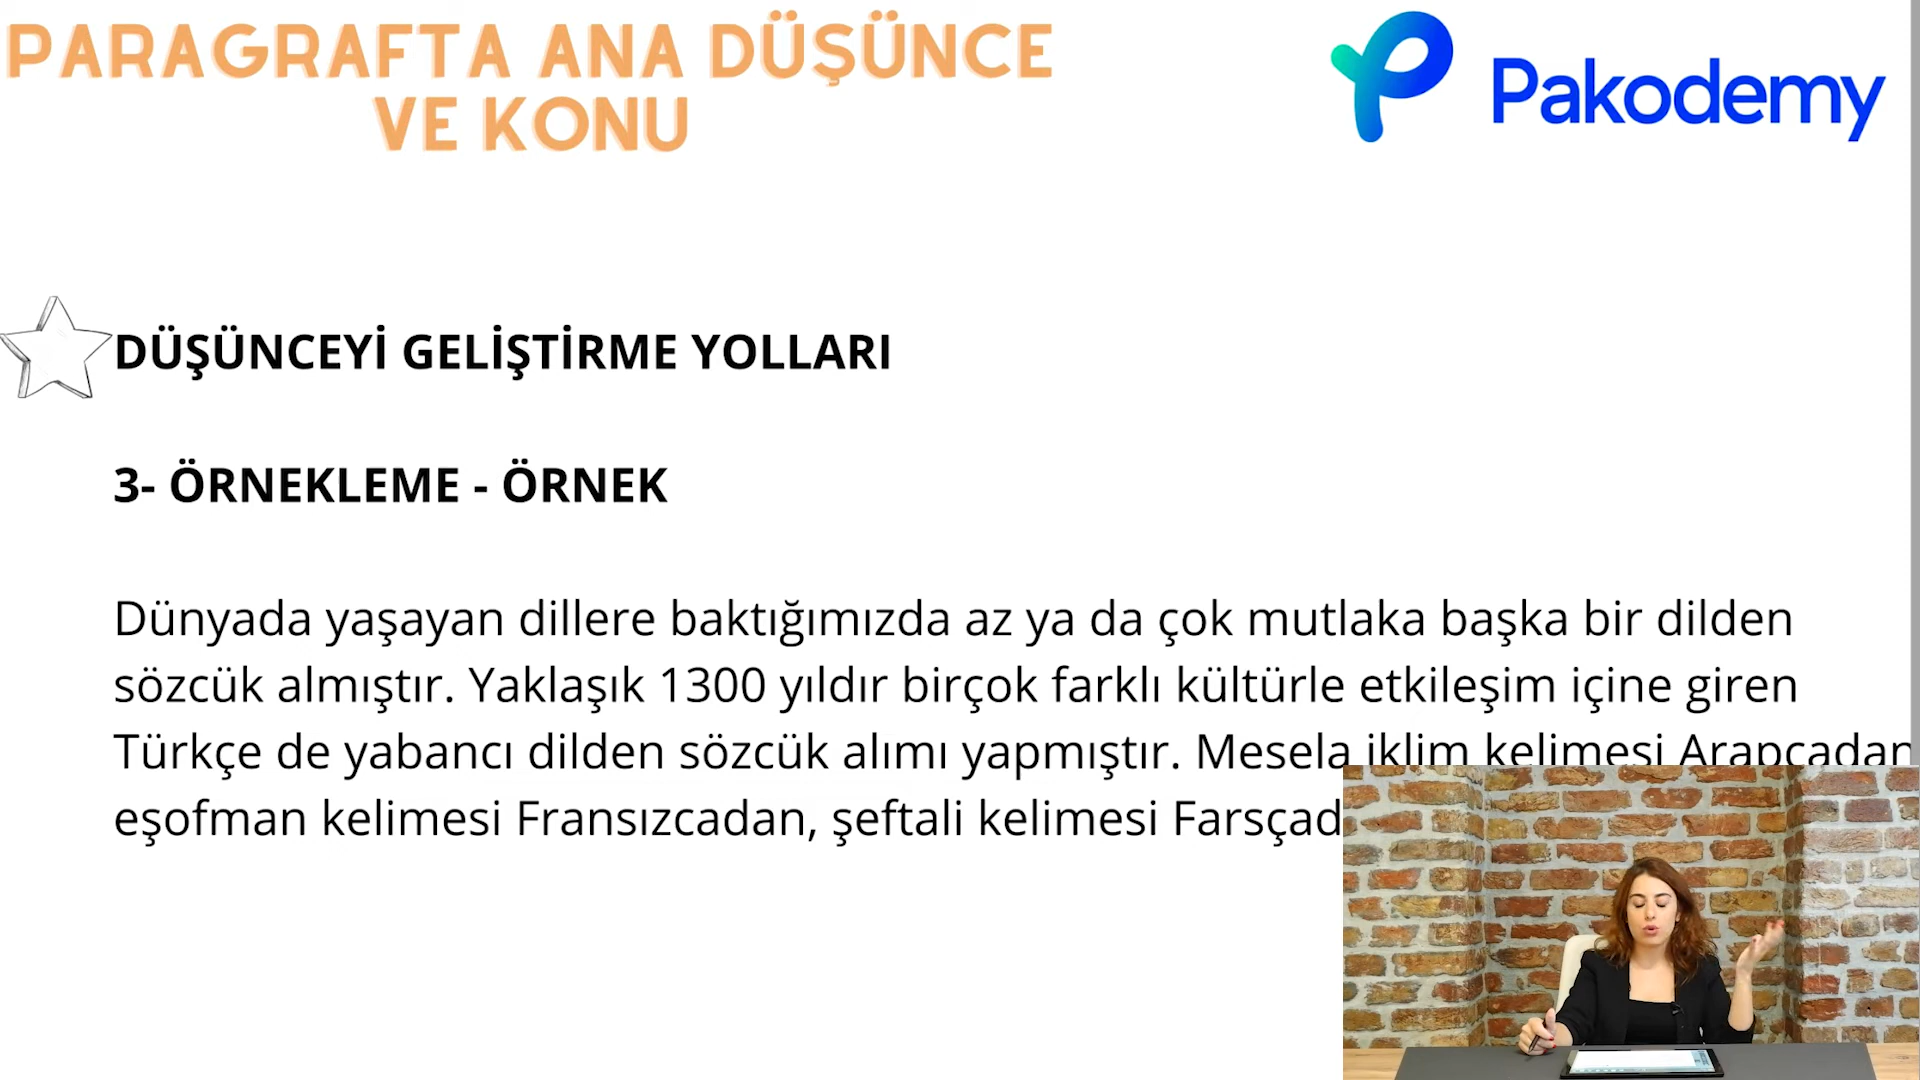 PARAGRAFTA ANA DÜŞÜNCE
VE KONU
Pakodemy
DÜŞÜNCEYİ GELİŞTİRME YOLLARI
3- ÖRNEKLEME - ÖRNEK
Dünyada yaşayan dillere baktığımızda az ya da çok mutlaka başka bir dilden
sözcük almıştır. Yaklaşık 1300 yıldır birçok farklı kültürle etkileşim içine giren
Türkçe de yabancı dilden sözcük alımı yapmıştır. Mesela iklim kelimesi Arapçadan
eşofman kelimesi Fransızcadan, şeftali kelimesi Farsçad